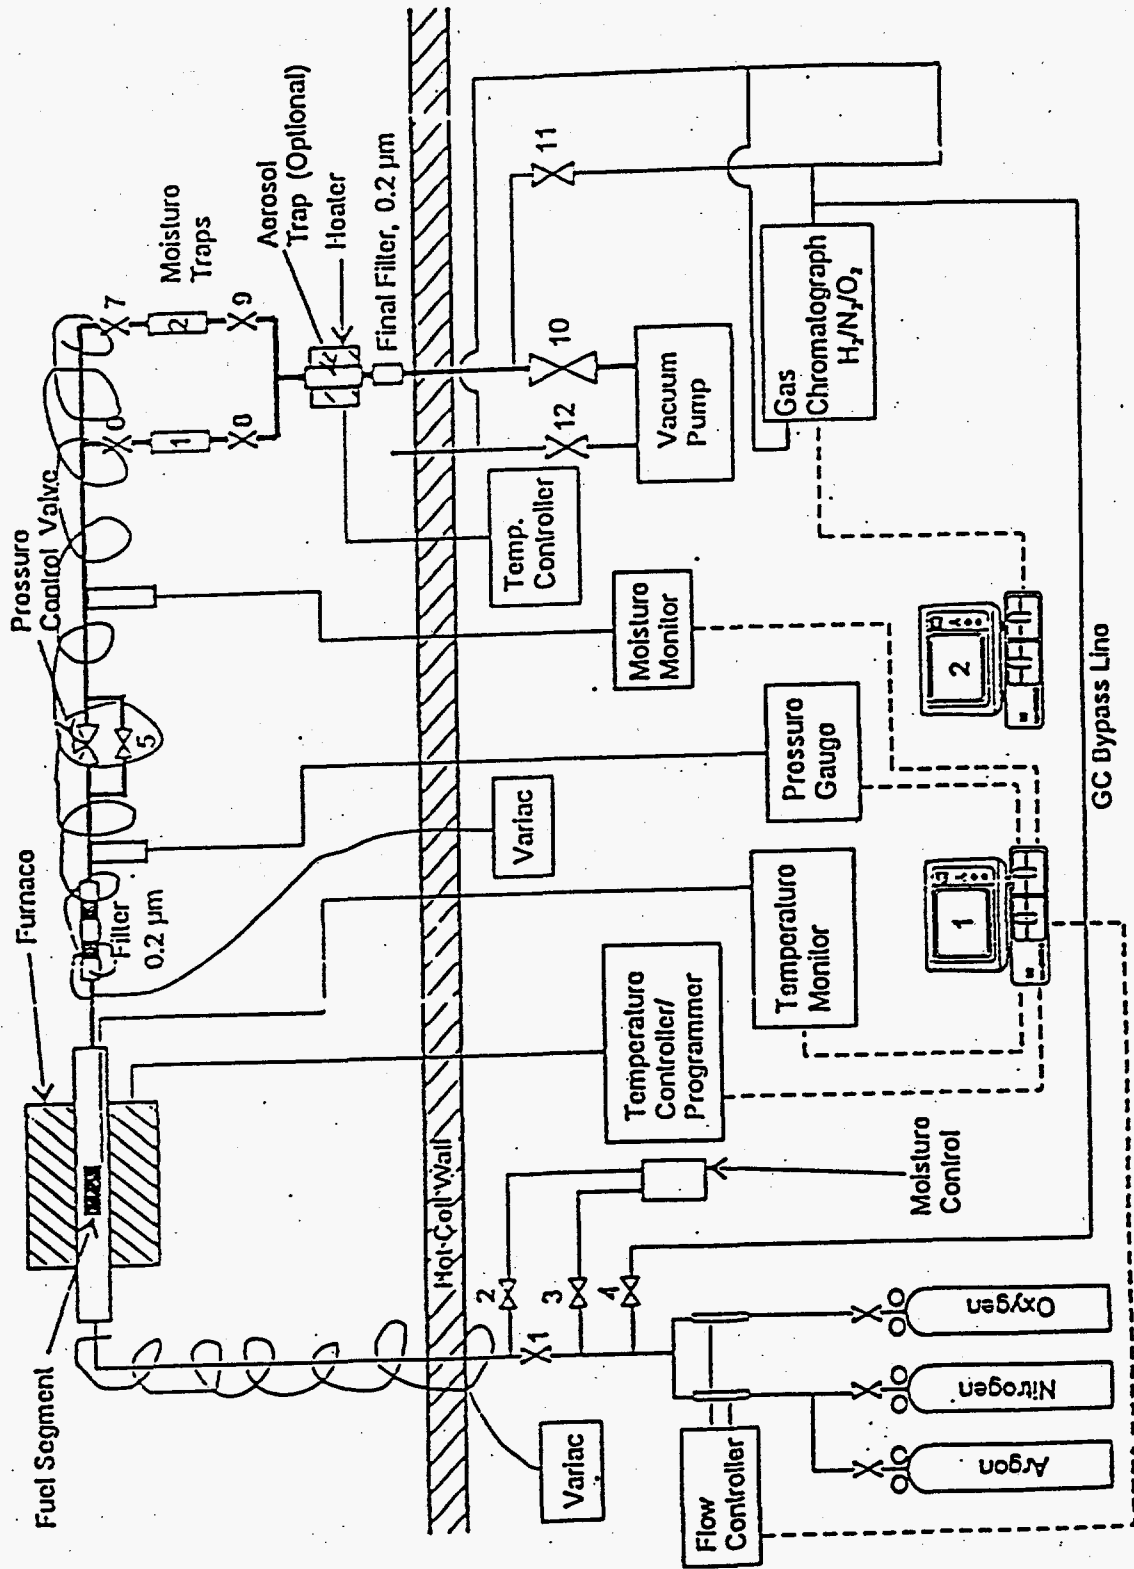 Fuel Segment
Furnace
Pressure
Control Valve
Filter
0.2 µm
5
6
7
1
2
8
9
Moisture
Traps
Aerosol
Trap (Optional)
Heater
Final Filter, 0.2 µm
Hot Cell Wall
Variac
Variac
Temp.
Controller
1
2
3
4
10
11
12
Moisture
Control
Temperature
Controller/
Programmer
Temperature
Monitor
Pressure
Gauge
Moisture
Monitor
Vacuum
Pump
Gas
Chromatograph
H₂/N₂/O₂
Flow
Controller
Argon
Nitrogen
Oxygen
1
2
GC Bypass Line